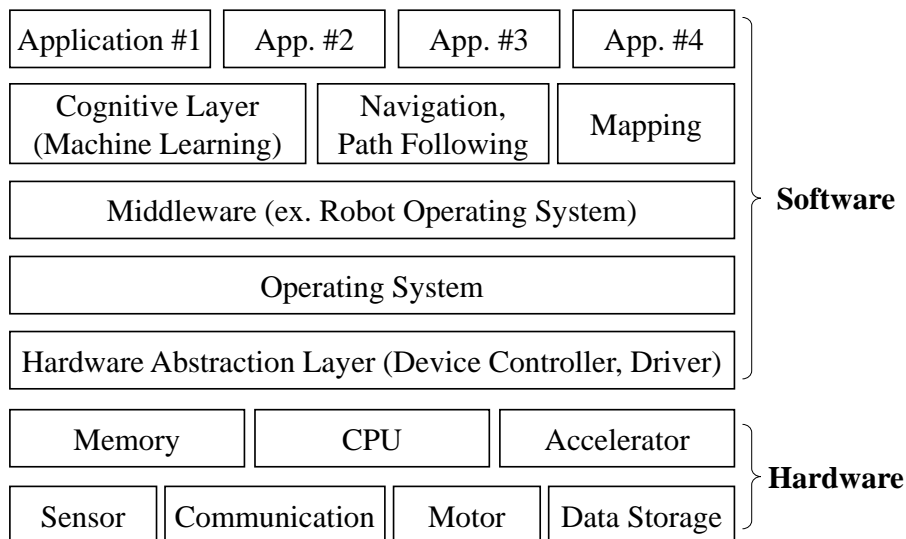 Application #1
App. #2
App. #3
App. #4
Cognitive Layer
(Machine Learning)
Navigation,
Path Following
Mapping
Middleware (ex. Robot Operating System)
Operating System
Hardware Abstraction Layer (Device Controller, Driver)
Software
Memory
CPU
Accelerator
Sensor
Communication
Motor
Data Storage
Hardware